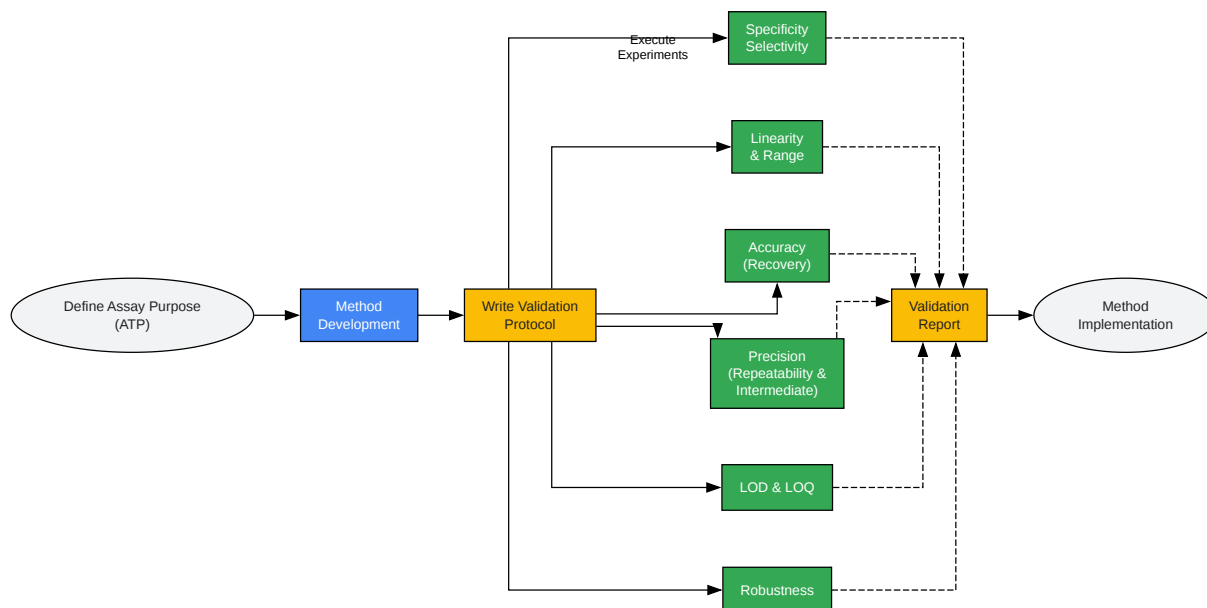 Define Assay Purpose
(ATP)
Method
Development
Write Validation
Protocol
Execute
Experiments
Specificity
Selectivity
Linearity
& Range
Accuracy
(Recovery)
Precision
(Repeatability &
Intermediate)
LOD & LOQ
Robustness
Validation
Report
Method
Implementation